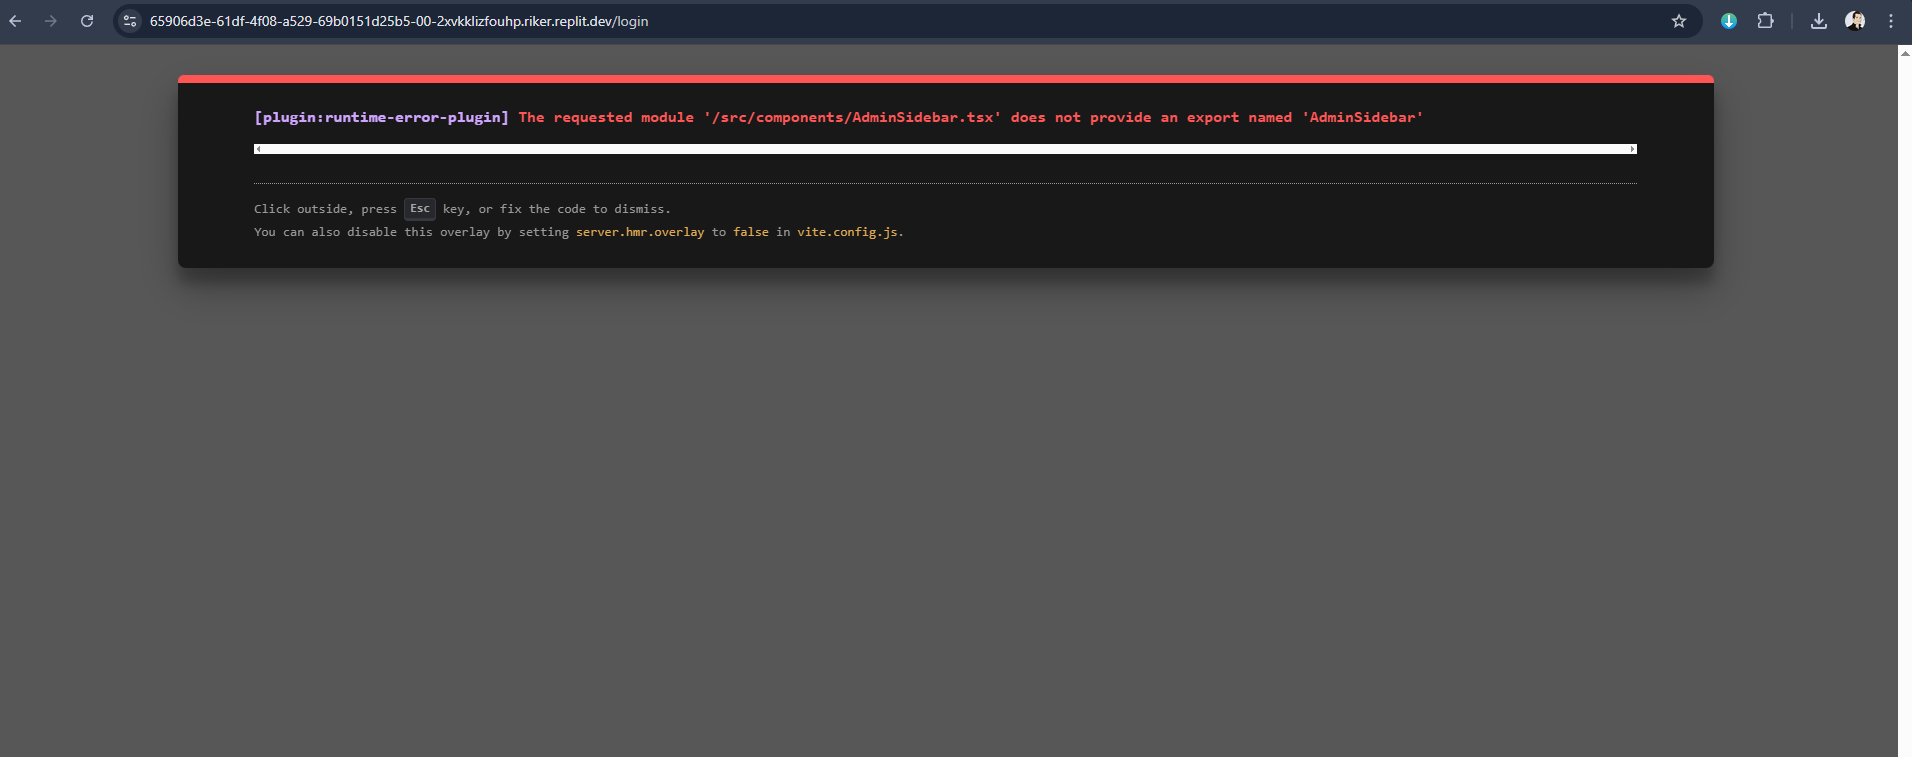 65906d3e-61df-4f08-a529-69b0151d25b5-00-2xvkklizfouhp.riker.replit.dev/login
[plugin:runtime-error-plugin] The requested module '/src/components/AdminSidebar.tsx' does not provide an export named 'AdminSidebar'
Click outside, press Esc key, or fix the code to dismiss.
You can also disable this overlay by setting server.hmr.overlay to false in vite.config.js.